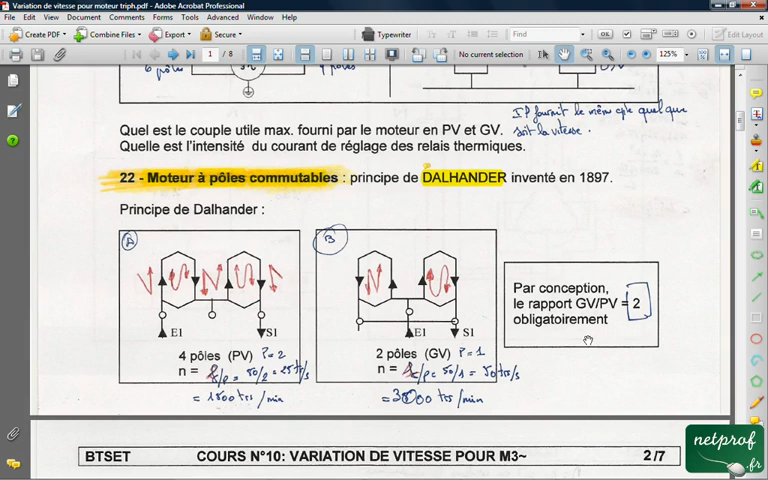 Variation de vitesse pour moteur triph.pdf - Adobe Acrobat Professional
File Edit View Document Comments Forms Tools Advanced Window Help
Create PDF Combine Files Export Secure Typewriter Find Edit Layout
1 / 8 No current selection 125%
6 pôles 4 pôles
IP fournit le même cple quel que
soit la vitesse.
Quel est le couple utile max. fourni par le moteur en PV et GV.
Quelle est l'intensité du courant de réglage des relais thermiques.
22 - Moteur à pôles commutables : principe de DALHANDER inventé en 1897.
Principe de Dalhander :
A
B
N N
N
E1 S1
E1 S1
4 pôles (PV) P=2
n = f/p = 50/2 = 25 tr/s
= 1500 trs/min
2 pôles (GV) P=1
n = f/p = 50/1 = 50 trs/s
= 3000 trs/min
Par conception,
le rapport GV/PV = 2
obligatoirement
BTSET COURS N°10: VARIATION DE VITESSE POUR M3~ 2/7
netprof
.fr